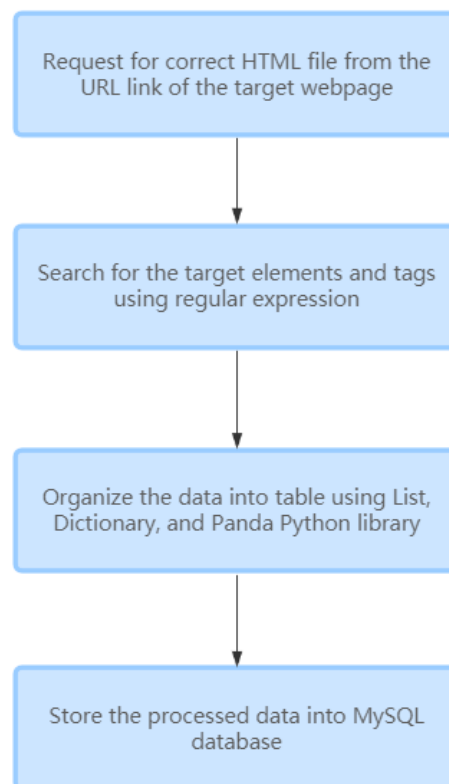 Request for correct HTML file from the
URL link of the target webpage
Search for the target elements and tags
using regular expression
Organize the data into table using List,
Dictionary, and Panda Python library
Store the processed data into MySQL
database